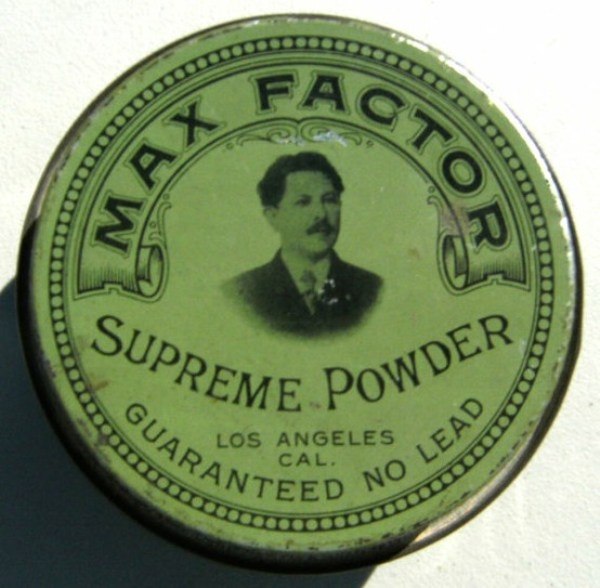 MAX FACTOR
SUPREME POWDER
LOS ANGELES
CAL.
GUARANTEED NO LEAD